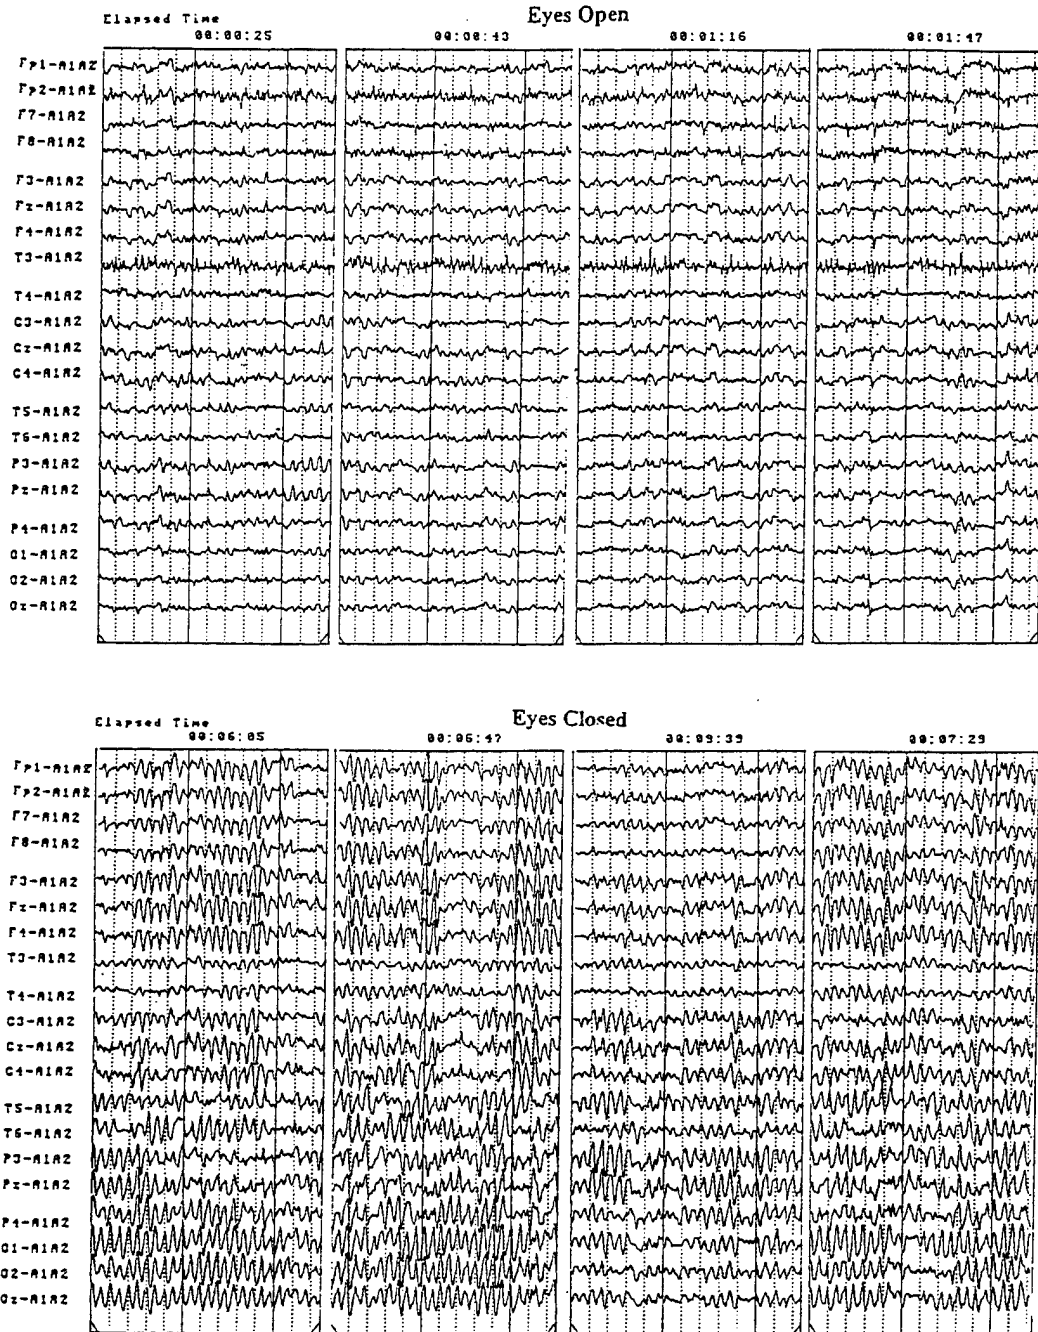 Eyes Open
Elapsed Time
00:00:25 00:00:43 00:01:16 00:01:47
Fp1-A1A2
Fp2-A1A2
F7-A1A2
F8-A1A2
F3-A1A2
Fz-A1A2
F4-A1A2
T3-A1A2
T4-A1A2
C3-A1A2
Cz-A1A2
C4-A1A2
T5-A1A2
T6-A1A2
P3-A1A2
Pz-A1A2
P4-A1A2
O1-A1A2
O2-A1A2
Oz-A1A2
Eyes Closed
Elapsed Time
00:06:05 00:06:47 00:09:39 00:07:29
Fp1-A1A2
Fp2-A1A2
F7-A1A2
F8-A1A2
F3-A1A2
Fz-A1A2
F4-A1A2
T3-A1A2
T4-A1A2
C3-A1A2
Cz-A1A2
C4-A1A2
T5-A1A2
T6-A1A2
P3-A1A2
Pz-A1A2
P4-A1A2
O1-A1A2
O2-A1A2
Oz-A1A2